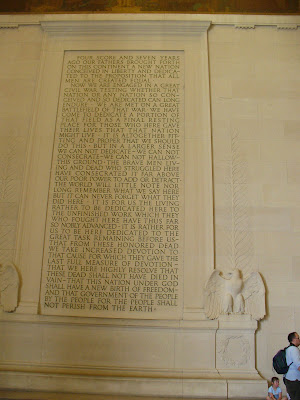 FOUR SCORE AND SEVEN YEARS
AGO OUR FATHERS BROUGHT FORTH
ON THIS CONTINENT A NEW NATION
CONCEIVED IN LIBERTY AND DEDICA-
TED TO THE PROPOSITION THAT ALL
MEN ARE CREATED EQUAL ·
NOW WE ARE ENGAGED IN A GREAT
CIVIL WAR TESTING WHETHER THAT
NATION OR ANY NATION SO CON-
CEIVED AND SO DEDICATED CAN LONG
ENDURE · WE ARE MET ON A GREAT
BATTLEFIELD OF THAT WAR · WE HAVE
COME TO DEDICATE A PORTION OF
THAT FIELD AS A FINAL RESTING
PLACE FOR THOSE WHO HERE GAVE
THEIR LIVES THAT THAT NATION
MIGHT LIVE · IT IS ALTOGETHER FIT-
TING AND PROPER THAT WE SHOULD
DO THIS · BUT IN A LARGER SENSE
WE CAN NOT DEDICATE~WE CAN NOT
CONSECRATE~WE CAN NOT HALLOW~
THIS GROUND · THE BRAVE MEN LIV-
ING AND DEAD WHO STRUGGLED HERE
HAVE CONSECRATED IT FAR ABOVE
OUR POOR POWER TO ADD OR DETRACT ·
THE WORLD WILL LITTLE NOTE NOR
LONG REMEMBER WHAT WE SAY HERE
BUT IT CAN NEVER FORGET WHAT THEY
DID HERE · IT IS FOR US THE LIVING
RATHER TO BE DEDICATED HERE TO
THE UNFINISHED WORK WHICH THEY
WHO FOUGHT HERE HAVE THUS FAR
SO NOBLY ADVANCED · IT IS RATHER FOR
US TO BE HERE DEDICATED TO THE
GREAT TASK REMAINING BEFORE US~
THAT FROM THESE HONORED DEAD
WE TAKE INCREASED DEVOTION TO
THAT CAUSE FOR WHICH THEY GAVE THE
LAST FULL MEASURE OF DEVOTION~
THAT WE HERE HIGHLY RESOLVE THAT
THESE DEAD SHALL NOT HAVE DIED IN
VAIN~THAT THIS NATION UNDER GOD
SHALL HAVE A NEW BIRTH OF FREEDOM~
AND THAT GOVERNMENT OF THE PEOPLE
BY THE PEOPLE FOR THE PEOPLE SHALL
NOT PERISH FROM THE EARTH ·